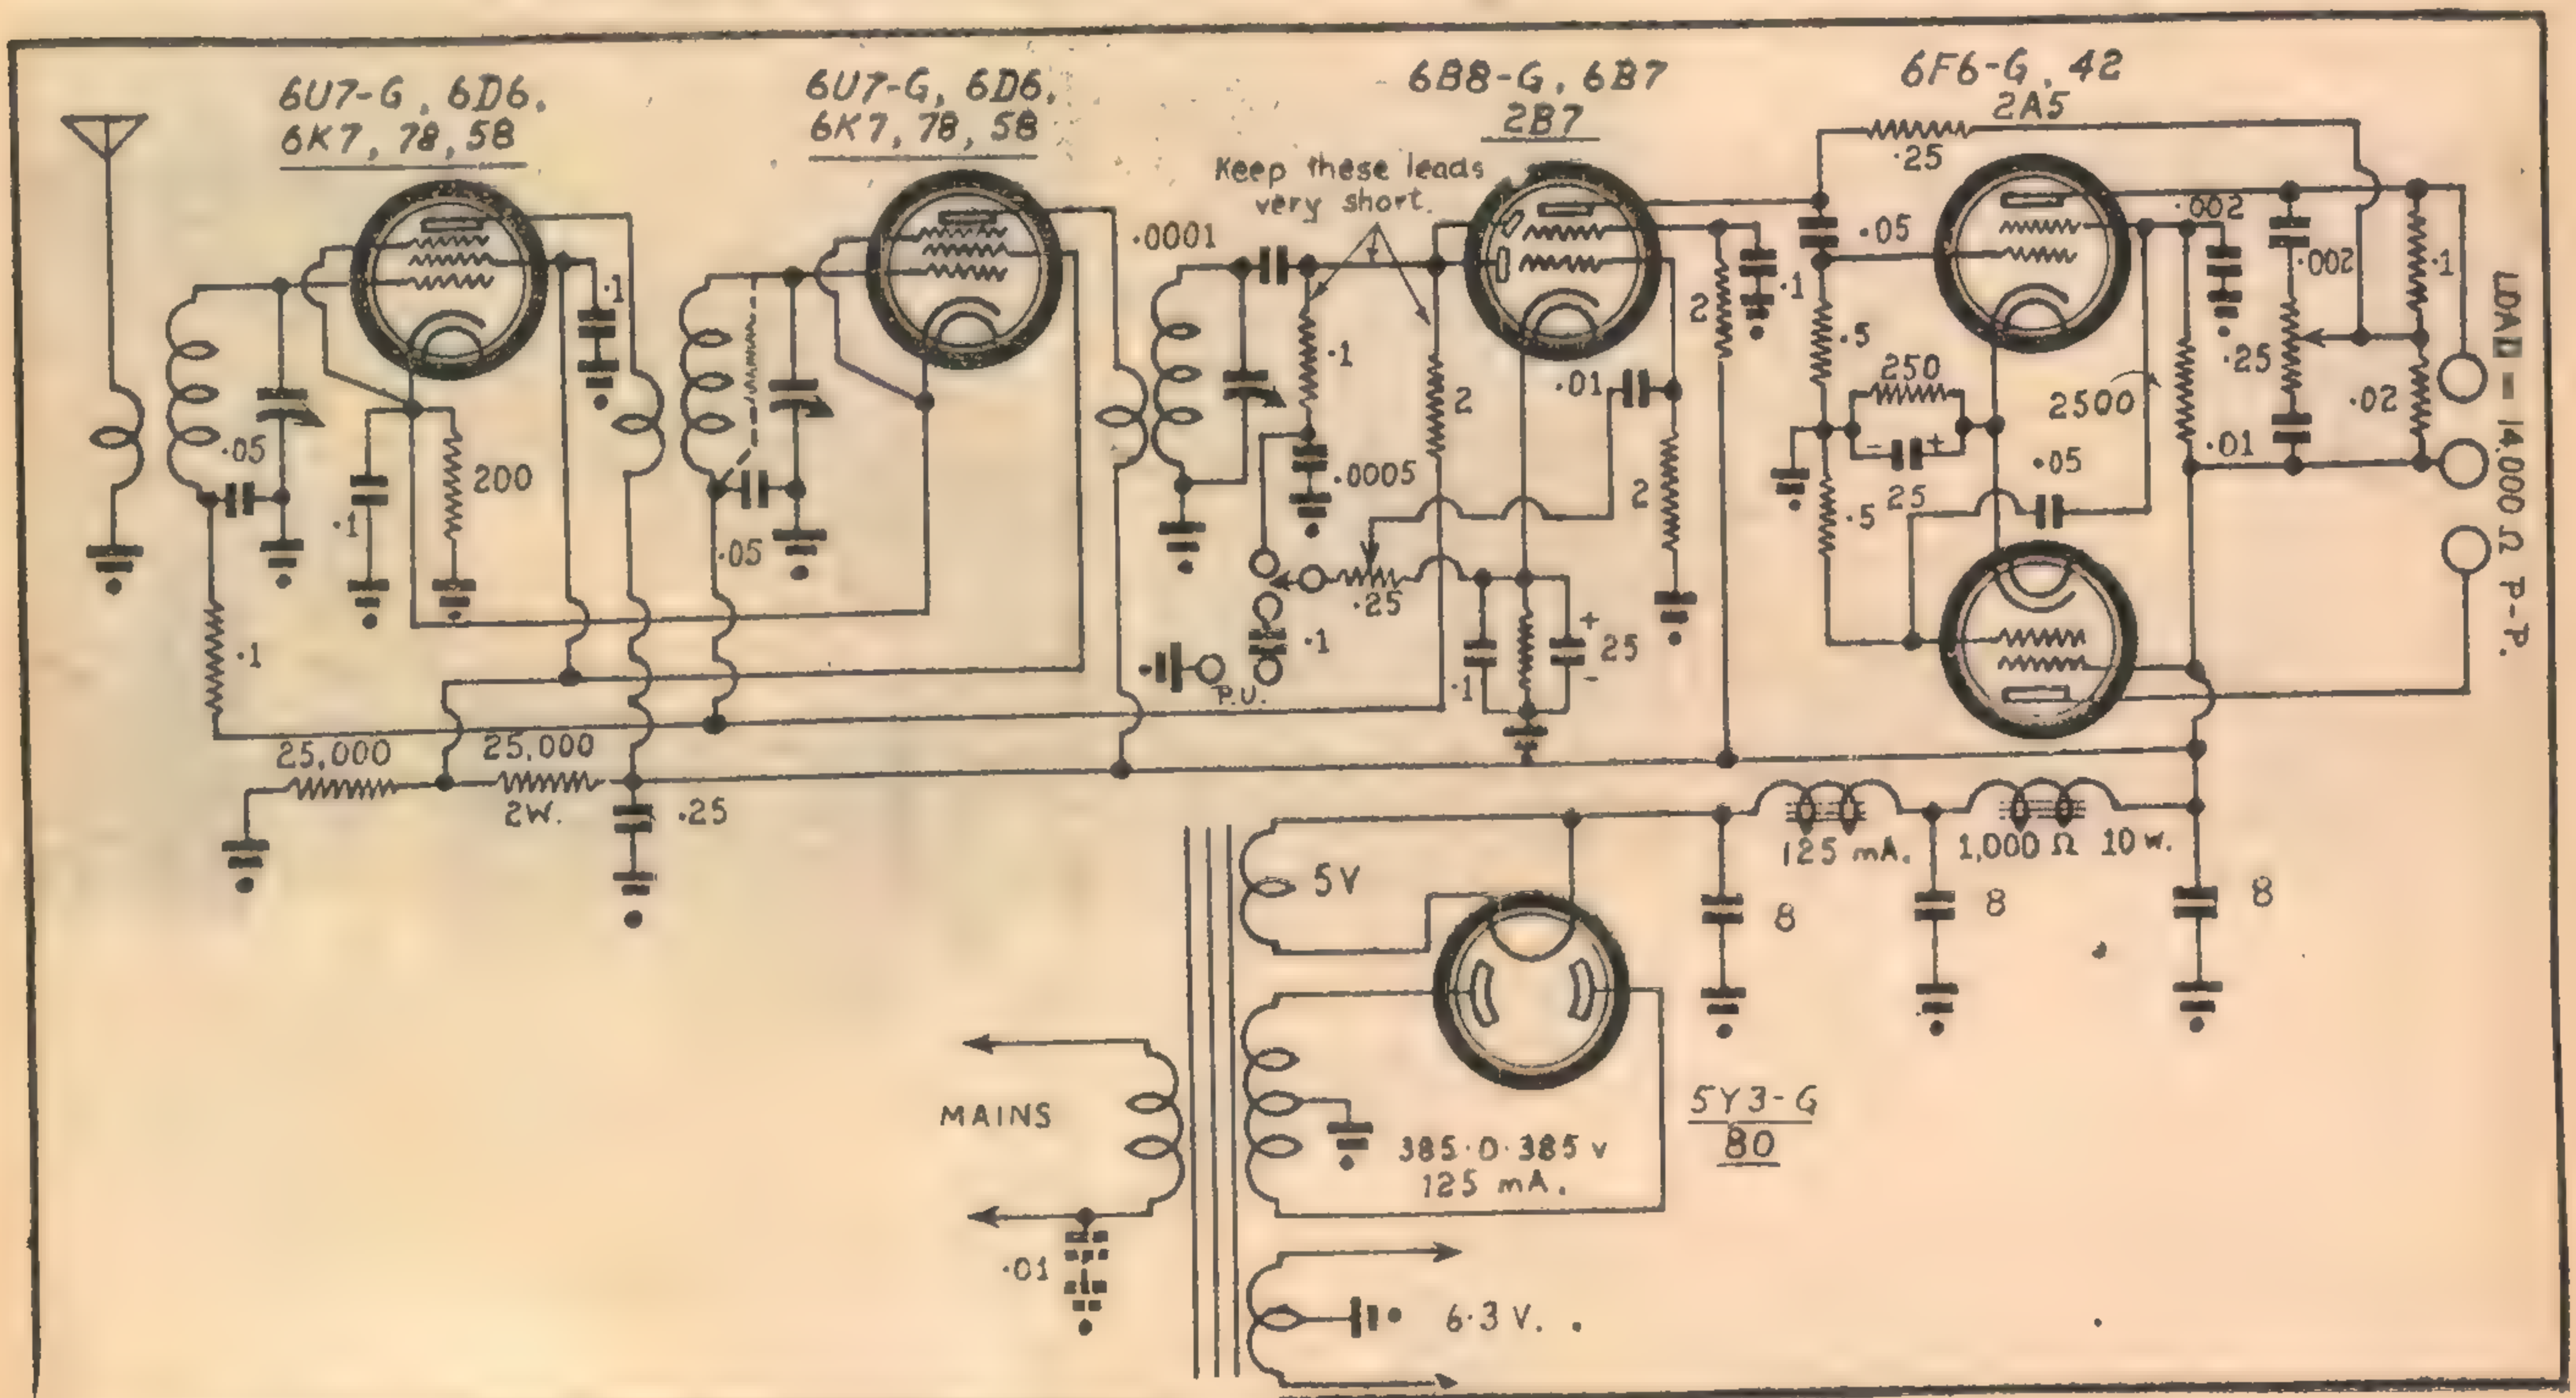 6U7-G, 6D6,
6K7, 78, 58
6U7-G, 6D6,
6K7, 78, 58
6B8-G, 6B7
2B7
6F6-G, 42
2A5
Keep these leads
very short.
.25
.0001
.05
.002
.002
.1
.1
.1
2
.5
.25
.1
.05
250
2500
.02
2
.01
.01
- +
200
.0005
.05
25
.1
.05
2
.5
.25
.1
.1
+
25
-
.1
P.U.
LOAD - 14,000 Ω P-P.
25,000
25,000
2W.
.25
125 mA.
1,000 Ω 10 w.
5V
8
8
8
MAINS
385.0.385 v
125 mA.
5Y3-G
80
.01
6.3 V.